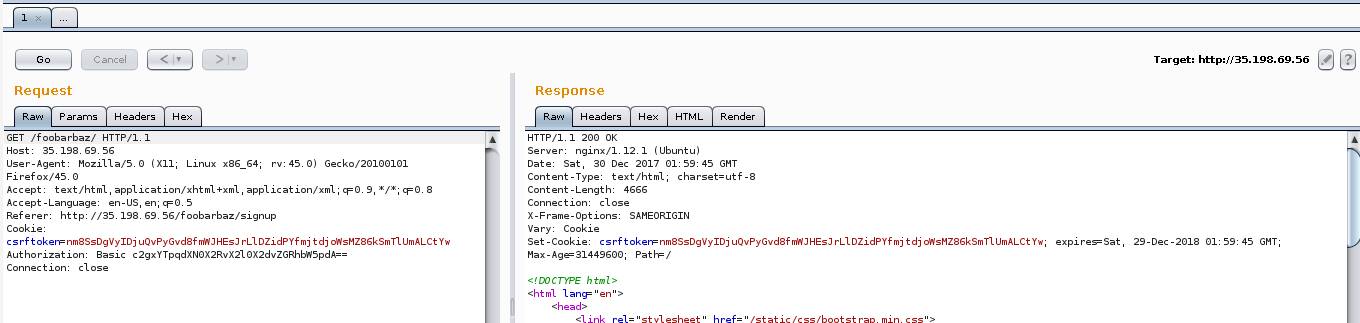 1 × ...
Go Cancel < > Target: http://35.198.69.56 ?
Request
Raw Params Headers Hex
GET /foobarbaz/ HTTP/1.1
Host: 35.198.69.56
User-Agent: Mozilla/5.0 (X11; Linux x86_64; rv:45.0) Gecko/20100101
Firefox/45.0
Accept: text/html,application/xhtml+xml,application/xml;q=0.9,*/*;q=0.8
Accept-Language: en-US,en;q=0.5
Referer: http://35.198.69.56/foobarbaz/signup
Cookie:
csrftoken=nm8SsDgVyIDjuQvPyGvd8fmWJHEsJrLlDZidPYfmjtdjoWsMZ86kSmTlUmALCtYw
Authorization: Basic c2gxYTpqdXN0X2RvX2l0X2dvZGRhbW5pdA==
Connection: close
Response
Raw Headers Hex HTML Render
HTTP/1.1 200 OK
Server: nginx/1.12.1 (Ubuntu)
Date: Sat, 30 Dec 2017 01:59:45 GMT
Content-Type: text/html; charset=utf-8
Content-Length: 4666
Connection: close
X-Frame-Options: SAMEORIGIN
Vary: Cookie
Set-Cookie: csrftoken=nm8SsDgVyIDjuQvPyGvd8fmWJHEsJrLlDZidPYfmjtdjoWsMZ86kSmTlUmALCtYw; expires=Sat, 29-Dec-2018 01:59:45 GMT;
Max-Age=31449600; Path=/
<!DOCTYPE html>
<html lang="en">
<head>
<link rel="stylesheet" href="/static/css/bootstrap.min.css">